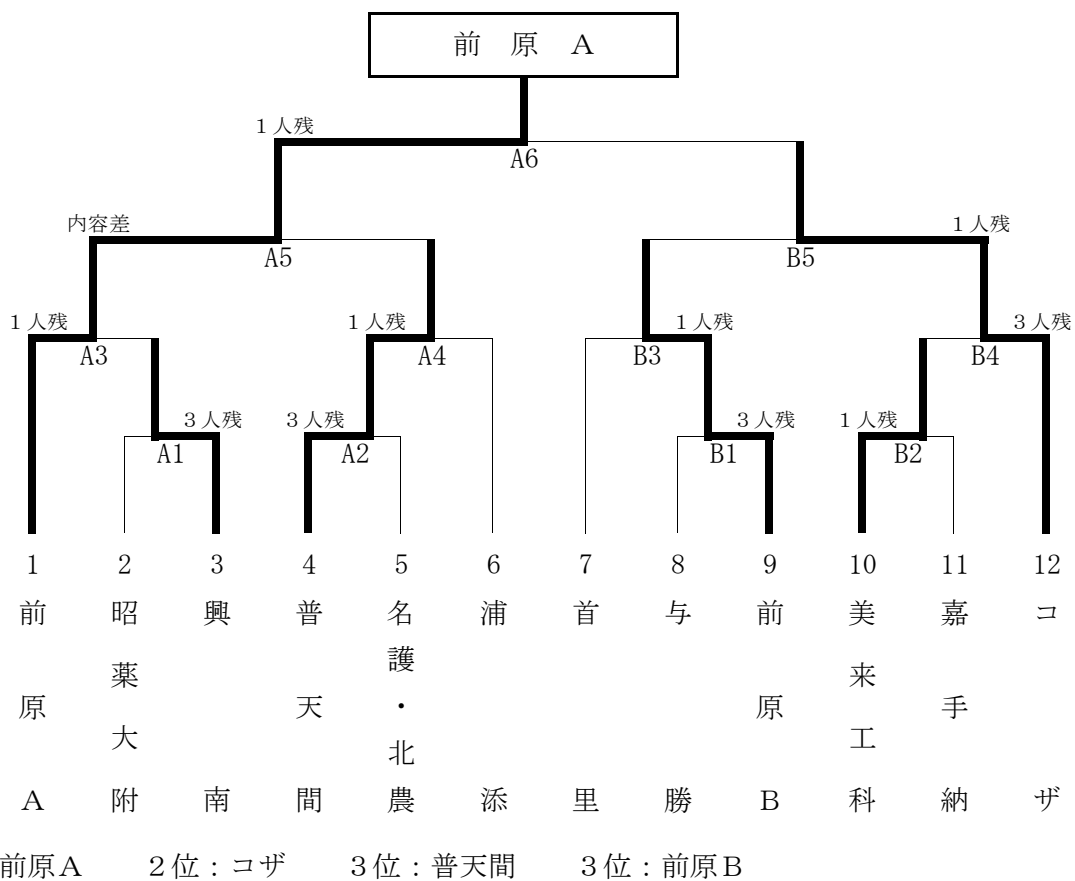 前 原 A
1人残
A6
内容差 1人残
A5 B5
1人残 1人残 1人残 3人残
A3 A4 B3 B4
3人残 3人残 3人残 1人残
A1 A2 B1 B2
1 2 3 4 5 6 7 8 9 10 11 12
前原A
昭薬大附
興南
普天間
名護・北農
浦添
首里
与勝
前原B
美来工科
嘉手納
コザ
前原A 2位:コザ 3位:普天間 3位:前原B